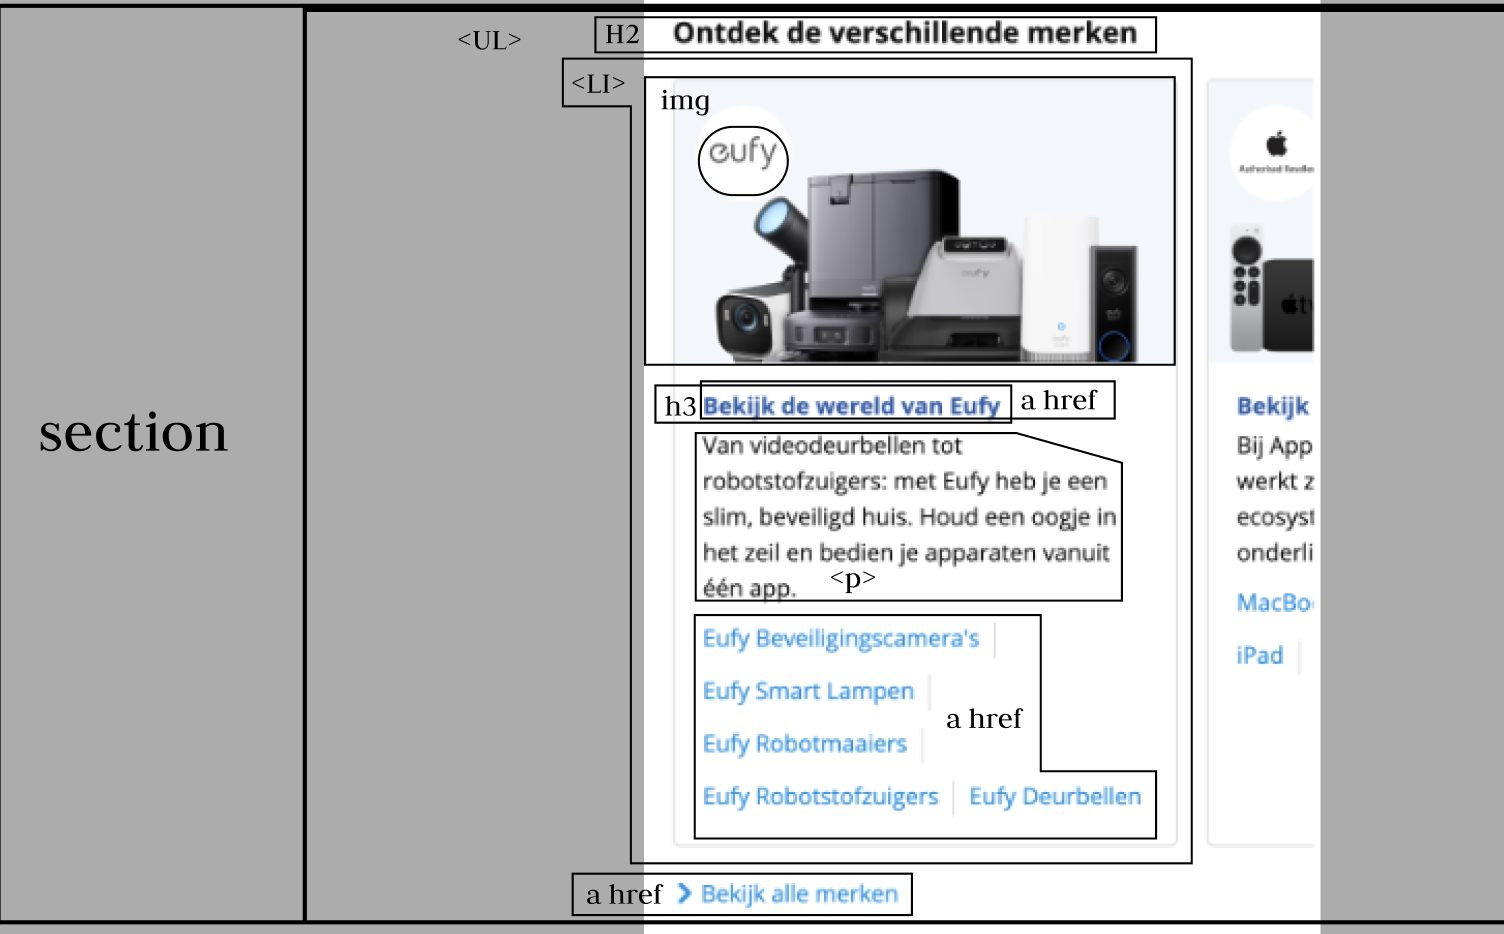 <UL>
H2 Ontdek de verschillende merken
<LI>
img
eufy
Authorised Reseller
eufy
tv
section
h3 Bekijk de wereld van Eufy a href
Van videodeurbellen tot
robotstofzuigers: met Eufy heb je een
slim, beveiligd huis. Houd een oogje in
het zeil en bedien je apparaten vanuit
één app. <p>
Eufy Beveiligingscamera's
Eufy Smart Lampen
a href
Eufy Robotmaaiers
Eufy Robotstofzuigers Eufy Deurbellen
Bekijk
Bij App
werkt z
ecosyst
onderli
MacBo
iPad
a href Bekijk alle merken